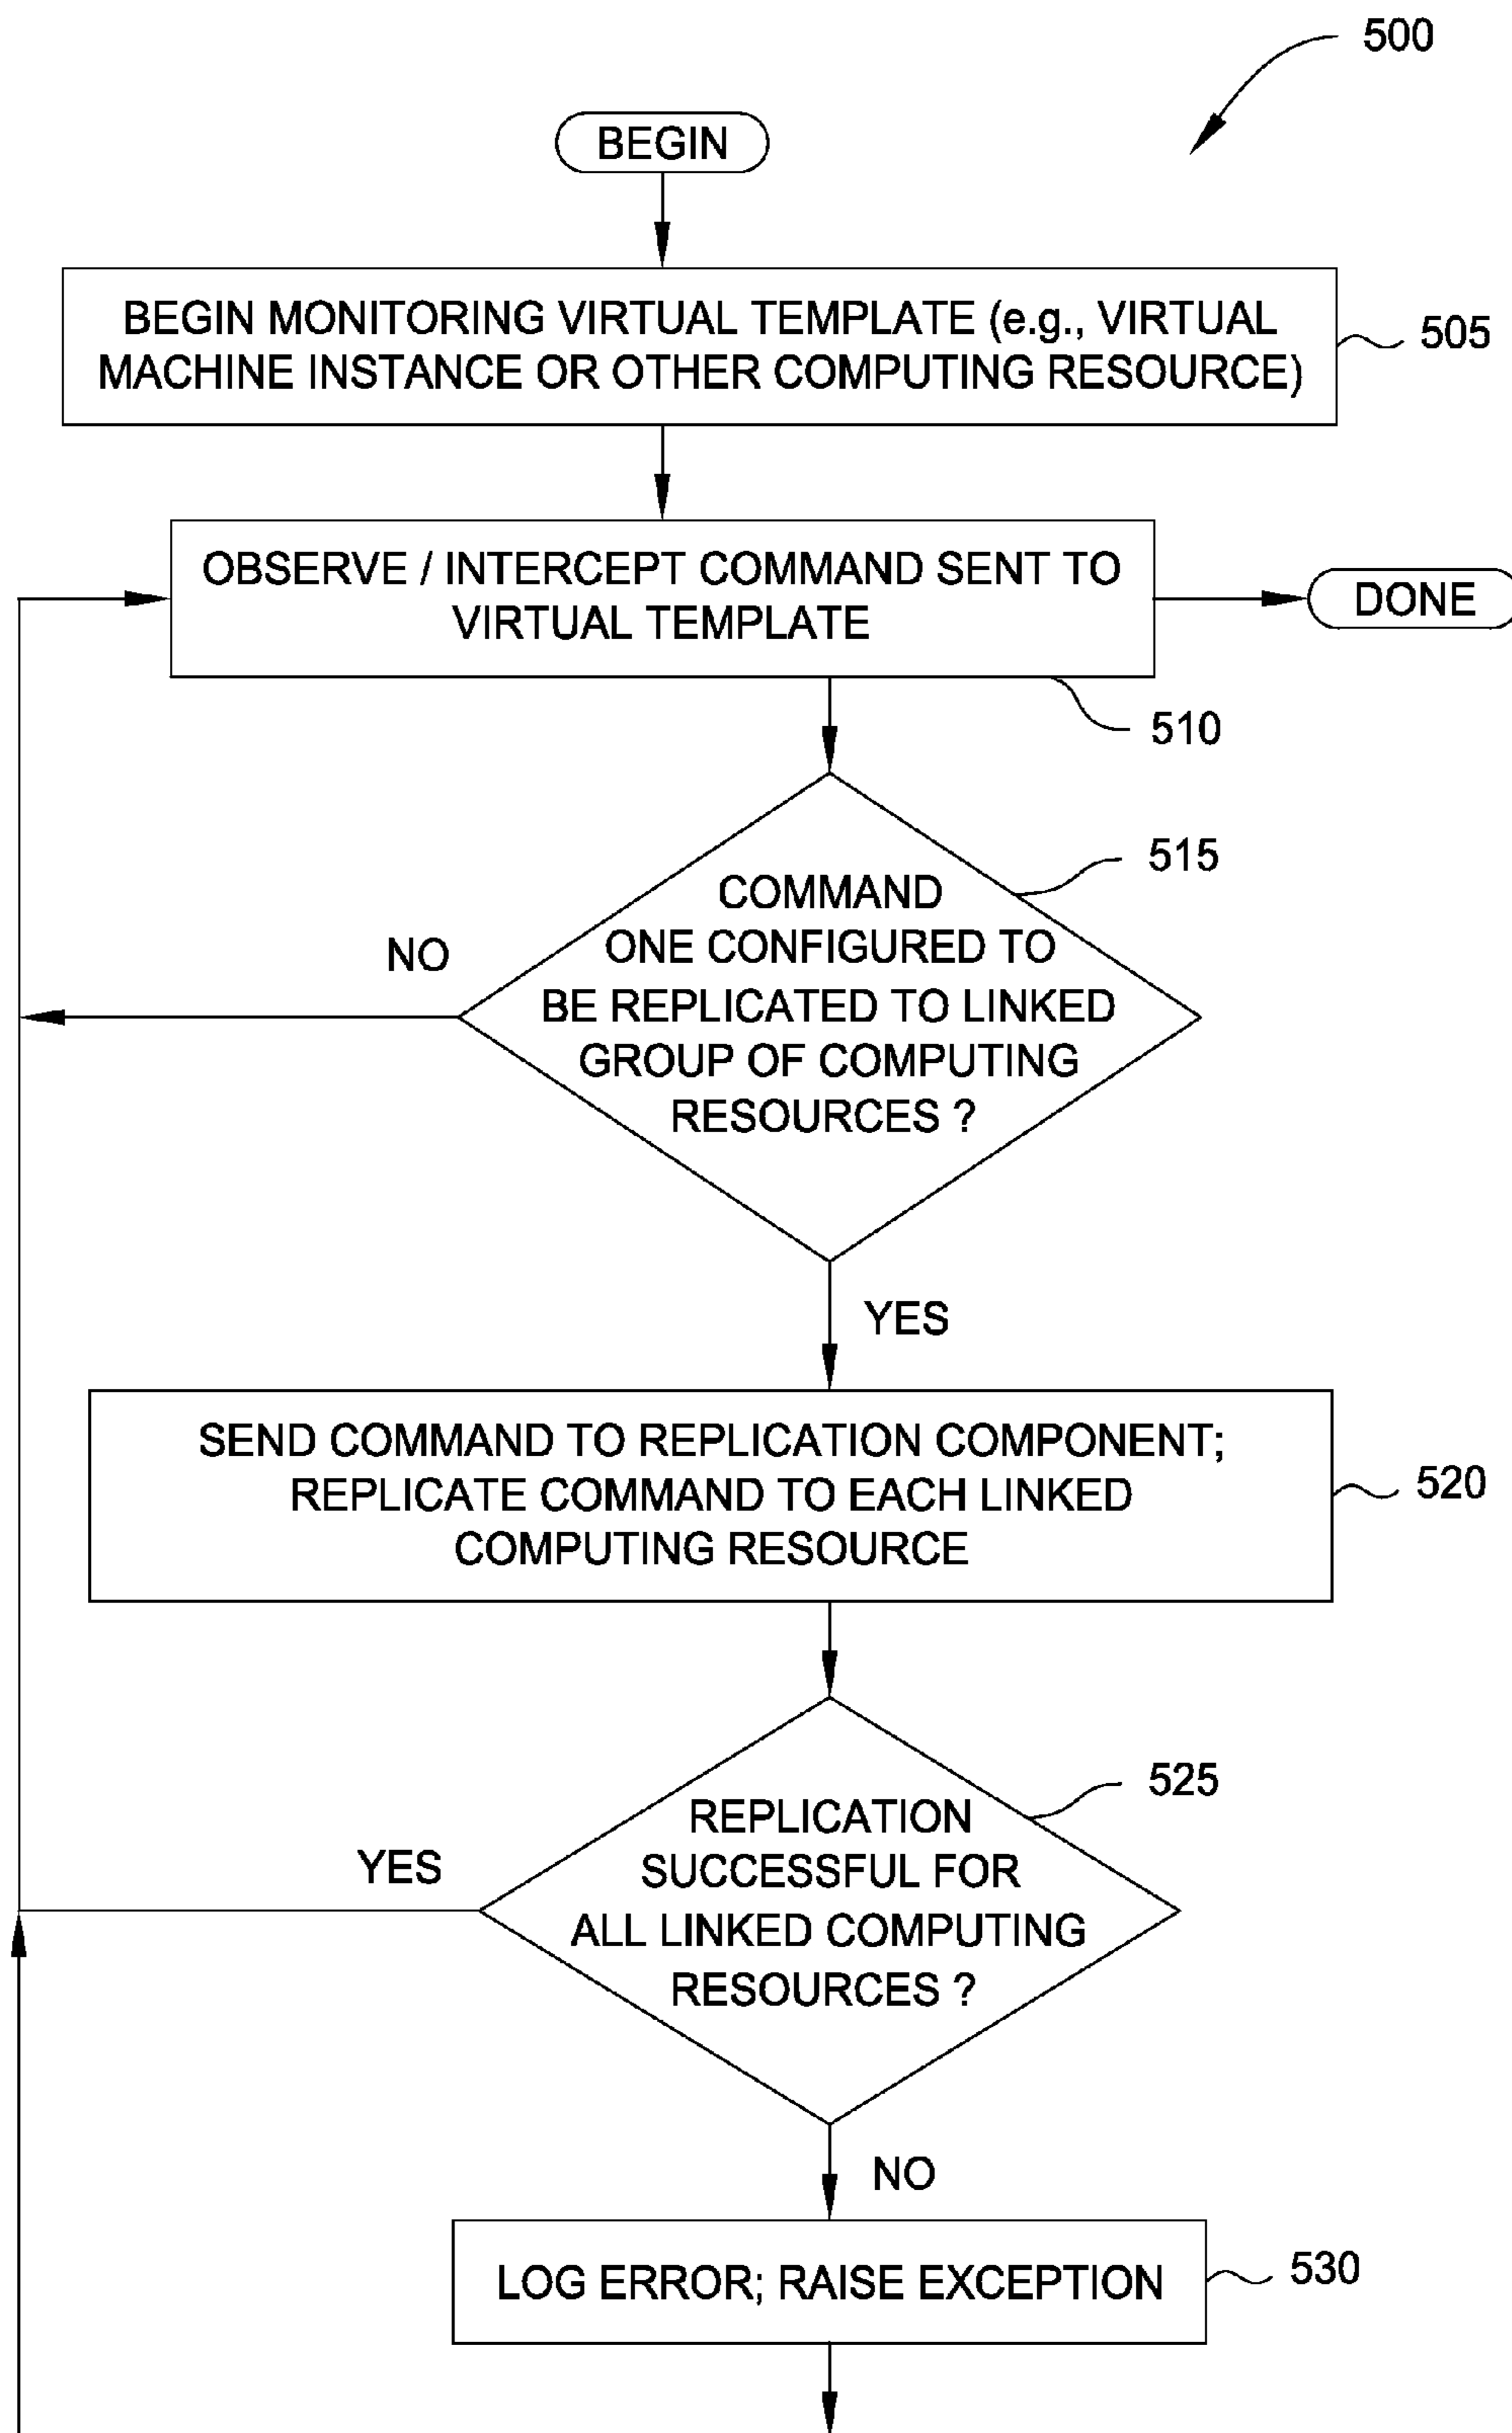 500
BEGIN
BEGIN MONITORING VIRTUAL TEMPLATE (e.g., VIRTUAL
MACHINE INSTANCE OR OTHER COMPUTING RESOURCE)
505
OBSERVE / INTERCEPT COMMAND SENT TO
VIRTUAL TEMPLATE
DONE
510
515
COMMAND
ONE CONFIGURED TO
BE REPLICATED TO LINKED
GROUP OF COMPUTING
RESOURCES ?
NO
YES
SEND COMMAND TO REPLICATION COMPONENT;
REPLICATE COMMAND TO EACH LINKED
COMPUTING RESOURCE
520
525
REPLICATION
SUCCESSFUL FOR
ALL LINKED COMPUTING
RESOURCES ?
YES
NO
LOG ERROR; RAISE EXCEPTION
530